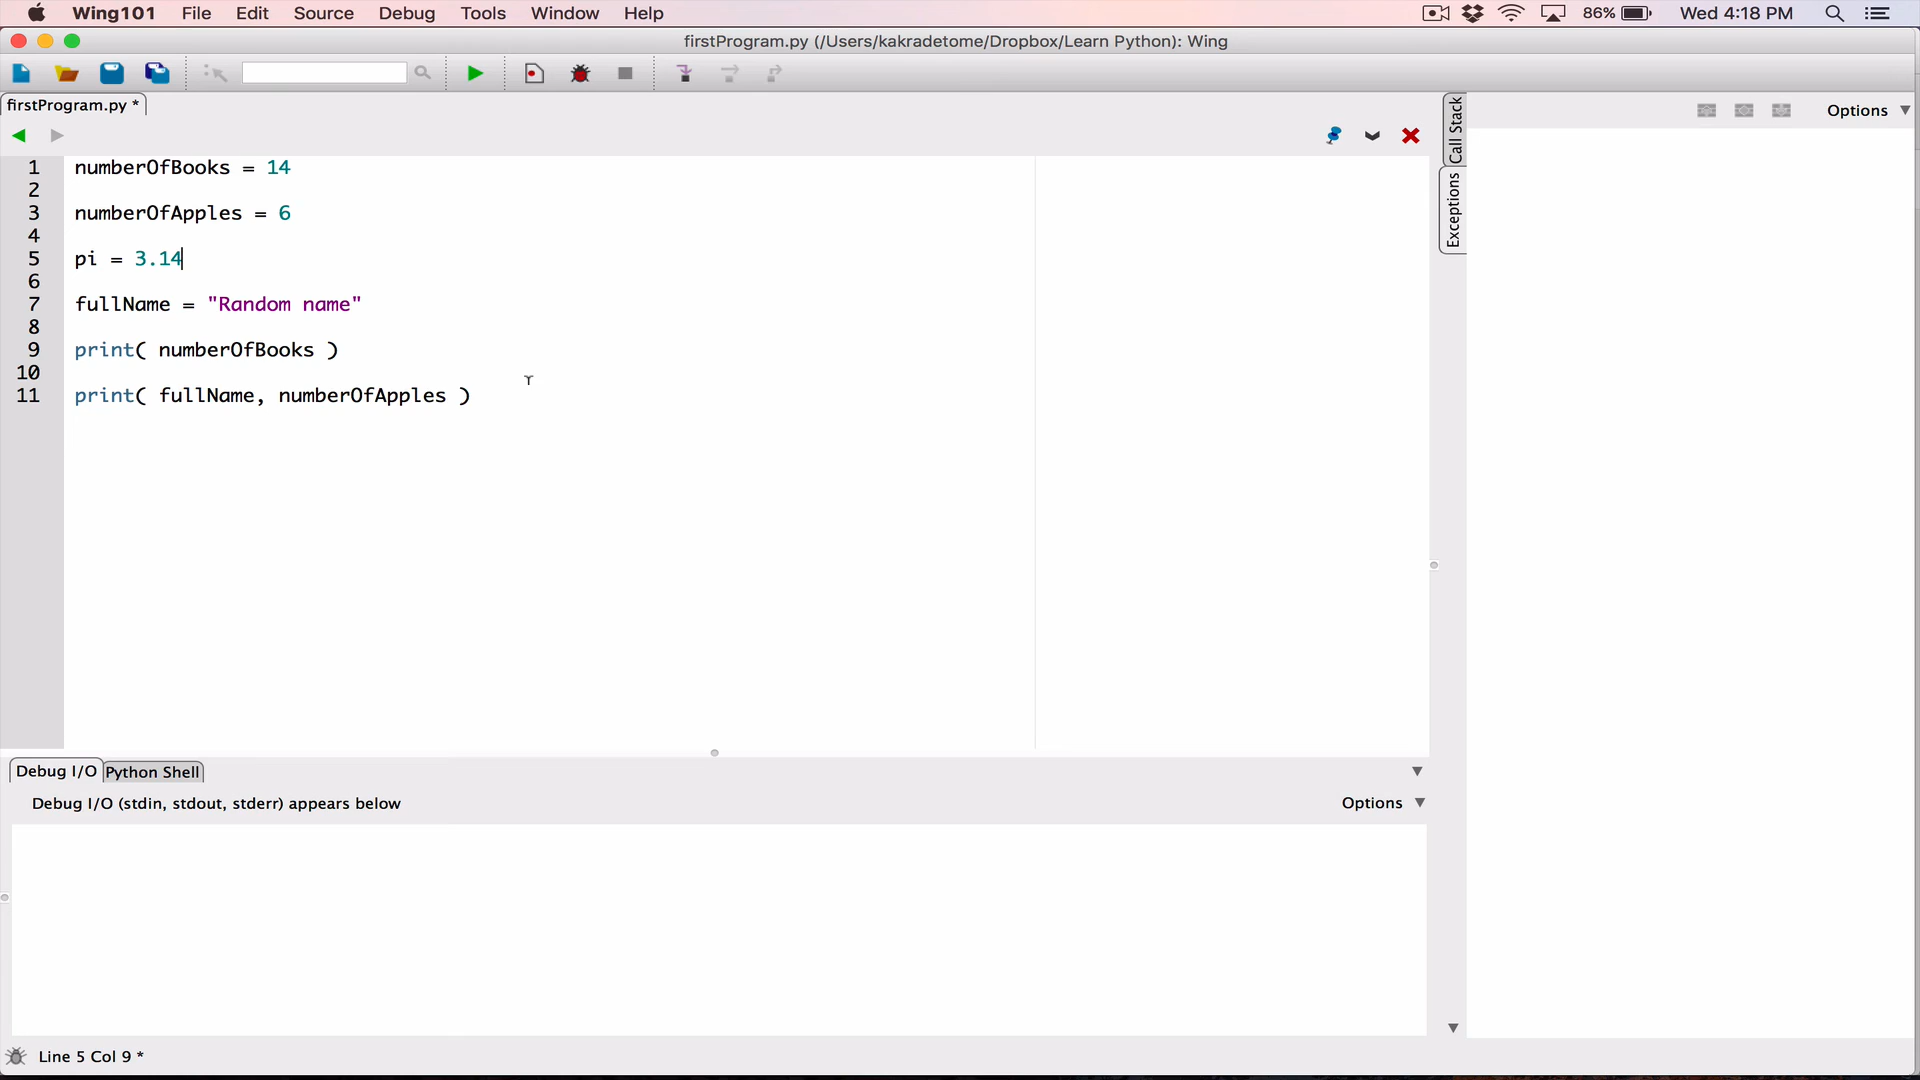 Wing101 File Edit Source Debug Tools Window Help 86% Wed 4:18 PM
firstProgram.py (/Users/kakradetome/Dropbox/Learn Python): Wing
firstProgram.py *
Options
Call Stack
Exceptions
1 numberOfBooks = 14
2
3 numberOfApples = 6
4
5 pi = 3.14
6
7 fullName = "Random name"
8
9 print( numberOfBooks )
10
11 print( fullName, numberOfApples )
Debug I/O Python Shell
Debug I/O (stdin, stdout, stderr) appears below Options
Line 5 Col 9 *